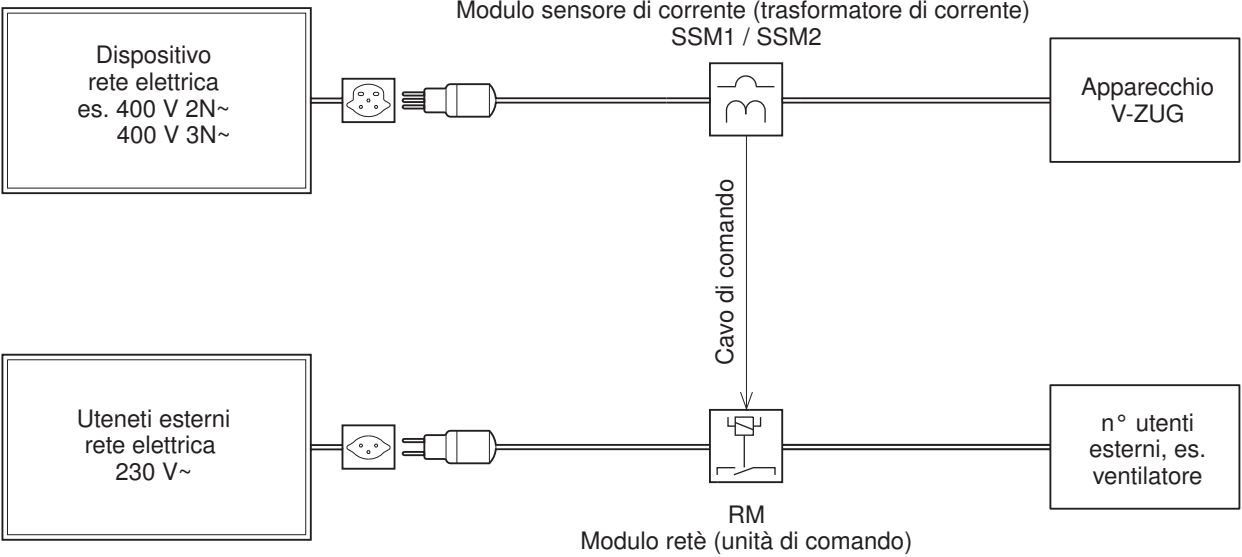 Modulo sensore di corrente (trasformatore di corrente)
SSM1 / SSM2
Dispositivo
rete elettrica
es. 400 V 2N~
400 V 3N~
Apparecchio
V-ZUG
Cavo di comando
Uteneti esterni
rete elettrica
230 V~
n° utenti
esterni, es.
ventilatore
RM
Modulo retè (unità di comando)